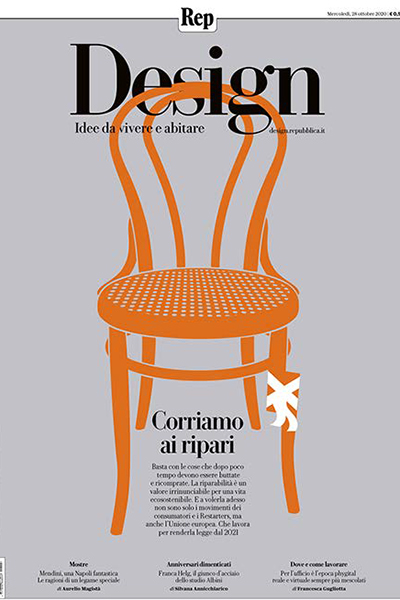 Rep
Mercoledì, 28 ottobre 2020
Design
Idee da vivere e abitare
design.repubblica.it
Corriamo
ai ripari
Basta con le cose che dopo poco
tempo devono essere buttate
e ricomprate. La riparabilità è un
valore irrinunciabile per una vita
ecosostenibile. E a volerla adesso
non sono solo i movimenti dei
consumatori e i Restarters, ma
anche l'Unione europea. Che lavora
per renderla legge dal 2021
Mostre
Mendini, una Napoli fantastica
Le ragioni di un legame speciale
di Aurelio Magistà
Anniversari dimenticati
Franca Helg, il giunco d'acciaio
dello studio Albini
di Silvana Annicchiarico
Dove e come lavorare
Per l'ufficio è l'epoca phygital
reale e virtuale sempre più mescolati
di Francesca Gugliotta